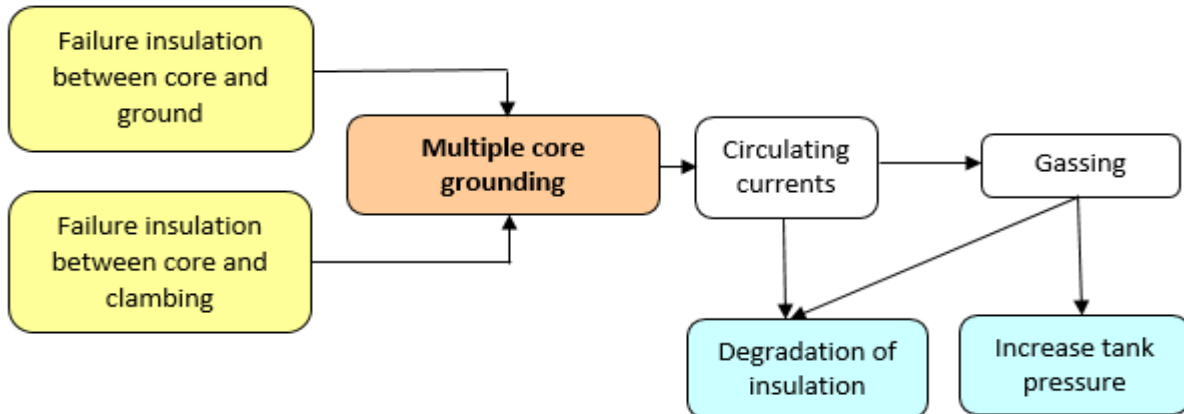 Failure insulation
between core and
ground
Multiple core
grounding
Circulating
currents
Gassing
Failure insulation
between core and
clambing
Degradation of
insulation
Increase tank
pressure